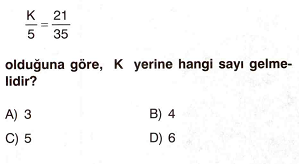 K/5 = 21/35
olduğuna göre, K yerine hangi sayı gelme-
lidir?
A) 3 B) 4
C) 5 D) 6